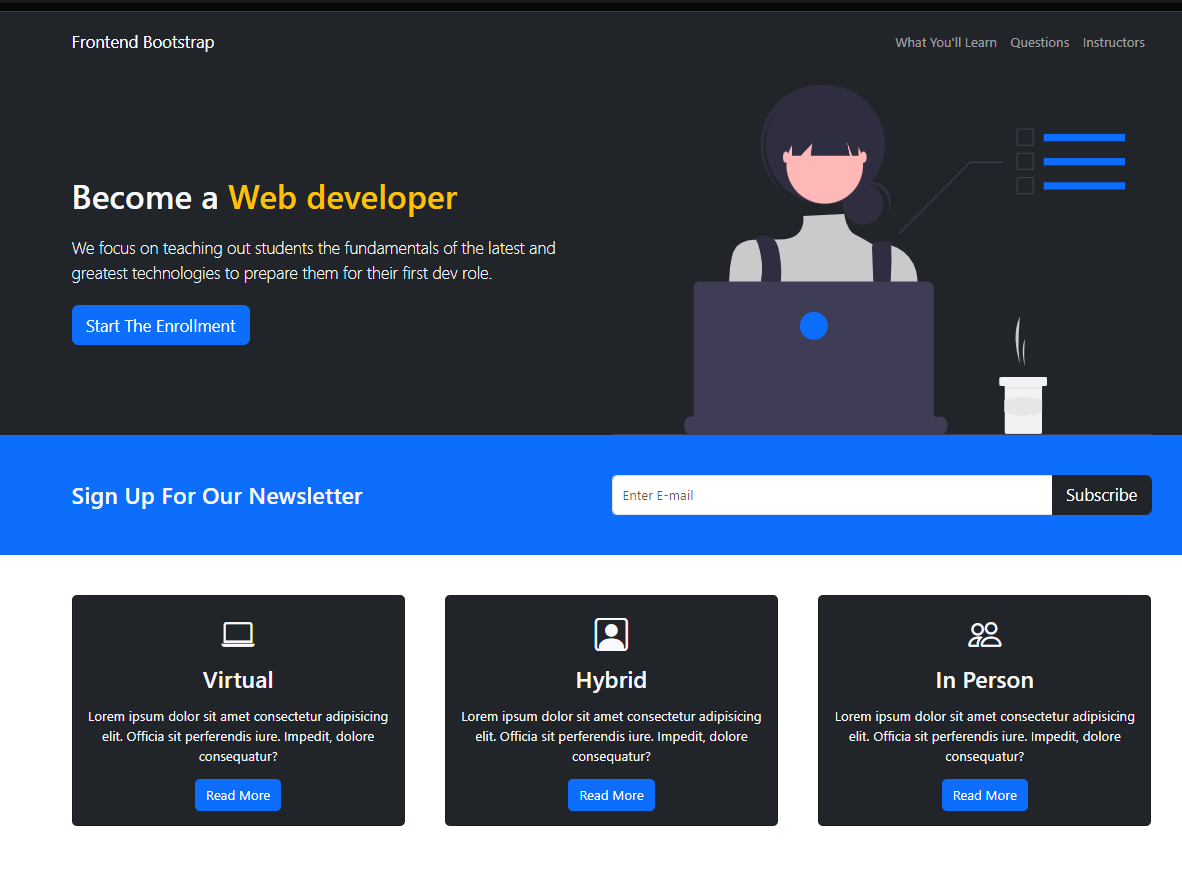 Frontend Bootstrap
What You'll Learn Questions Instructors
Become a Web developer
We focus on teaching out students the fundamentals of the latest and
greatest technologies to prepare them for their first dev role.
Start The Enrollment
Sign Up For Our Newsletter
Enter E-mail
Subscribe
Virtual
Lorem ipsum dolor sit amet consectetur adipisicing
elit. Officia sit perferendis iure. Impedit, dolore
consequatur?
Read More
Hybrid
Lorem ipsum dolor sit amet consectetur adipisicing
elit. Officia sit perferendis iure. Impedit, dolore
consequatur?
Read More
In Person
Lorem ipsum dolor sit amet consectetur adipisicing
elit. Officia sit perferendis iure. Impedit, dolore
consequatur?
Read More